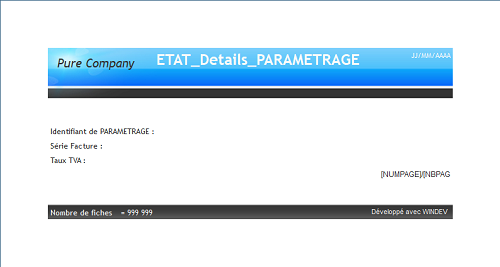 Pure Company ETAT_Details_PARAMETRAGE JJ/MM/AAAA
Identifiant de PARAMETRAGE :
Série Facture :
Taux TVA :
[NUMPAGE]/[NBPAG
Nombre de fiches = 999 999 Développé avec WINDEV